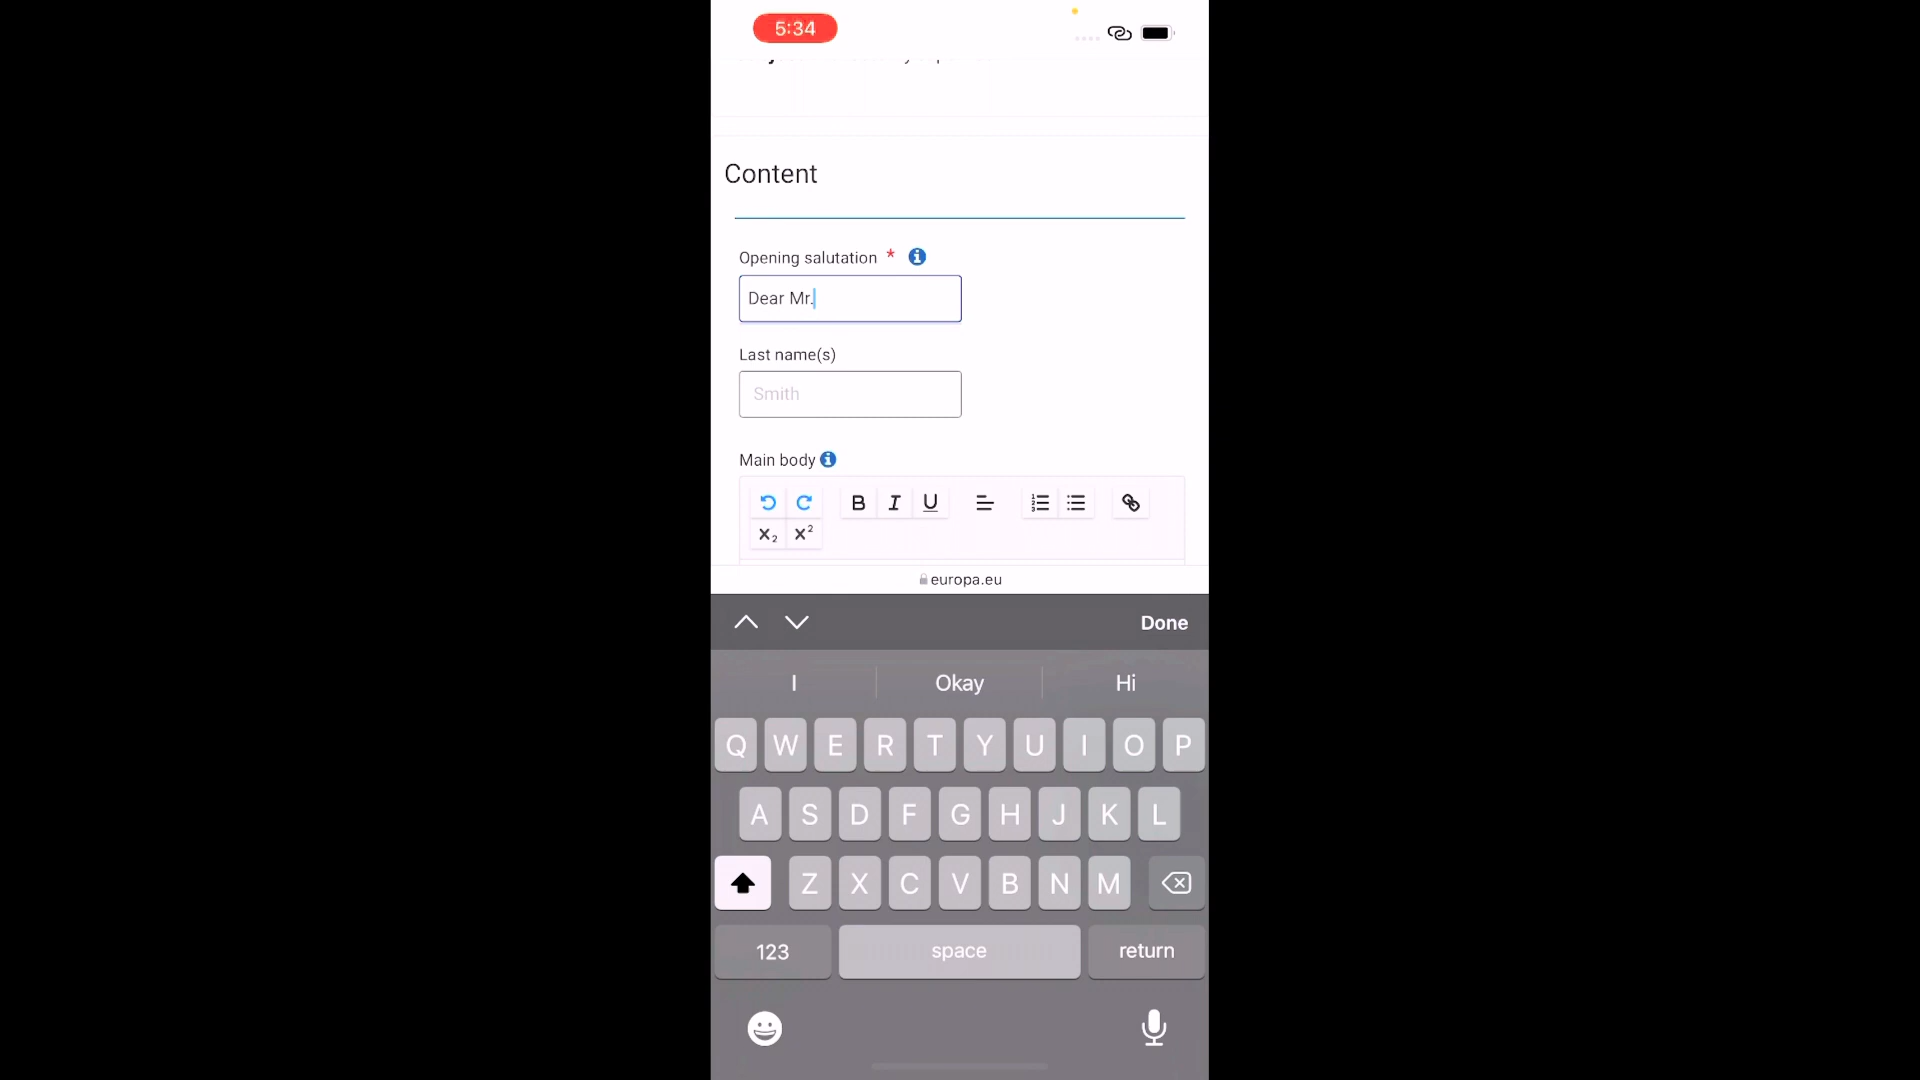 5:34
Content
Opening salutation *
Dear Mr.
Last name(s)
Smith
Main body
B I U
X2 X2
europa.eu
Done
I Okay Hi
Q W E R T Y U I O P
A S D F G H J K L
Z X C V B N M
123 space return